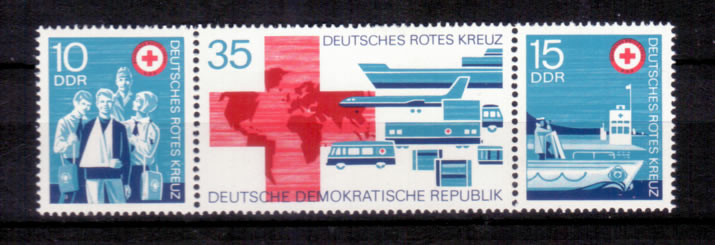 10
DDR
DEUTSCHES ROTES KREUZ
35
DEUTSCHES ROTES KREUZ
DEUTSCHE DEMOKRATISCHE REPUBLIK
15
DDR
DEUTSCHES ROTES KREUZ